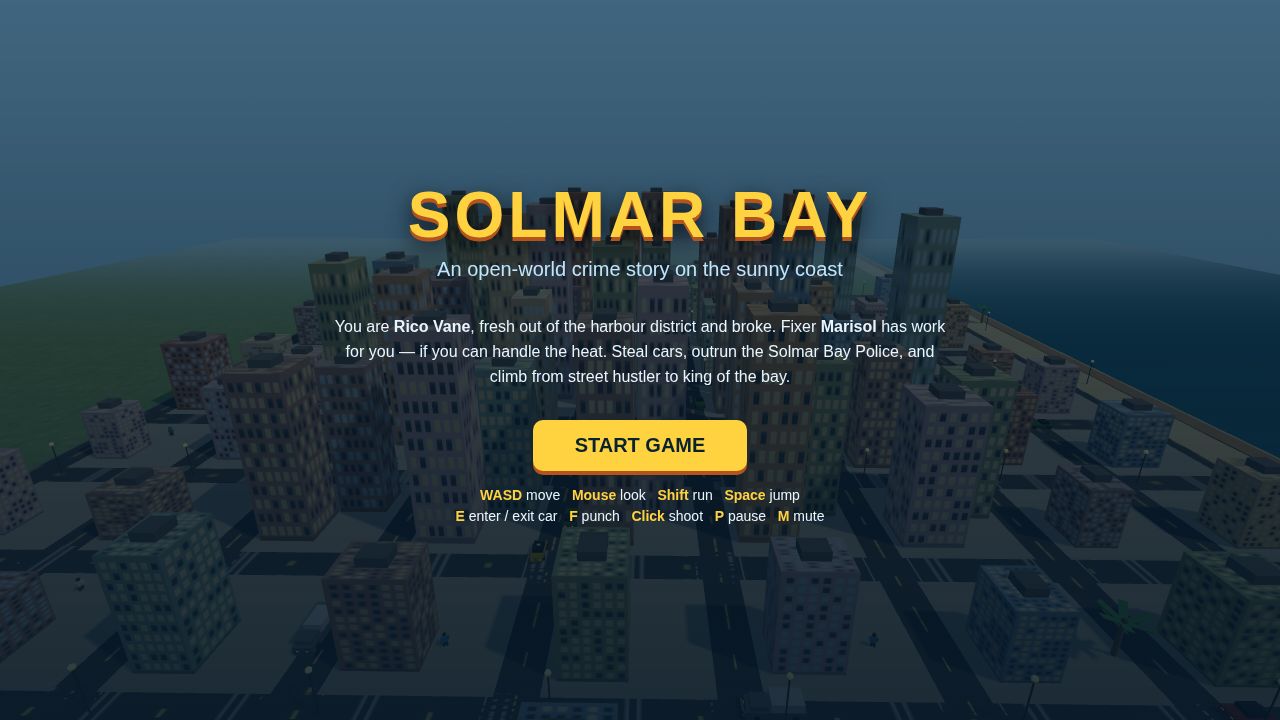 SOLMAR BAY
An open-world crime story on the sunny coast
You are Rico Vane, fresh out of the harbour district and broke. Fixer Marisol has work
for you — if you can handle the heat. Steal cars, outrun the Solmar Bay Police, and
climb from street hustler to king of the bay.
START GAME
WASD move Mouse look Shift run Space jump
E enter / exit car F punch Click shoot P pause M mute